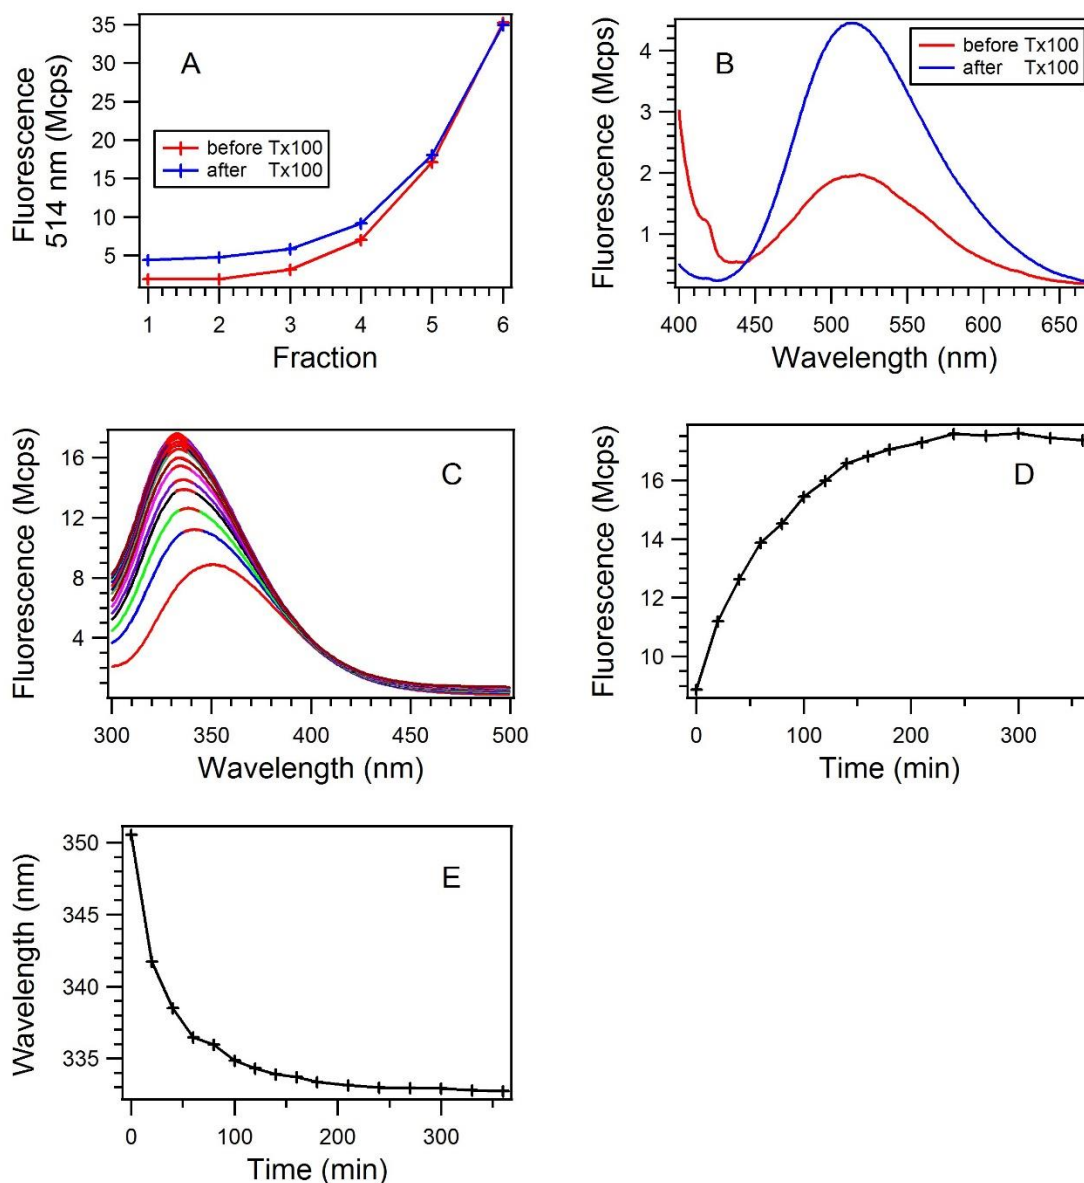 A
Fluorescence
514 nm (Mcps)
35
30
25
20
15
10
5
before Tx100
after Tx100
1 2 3 4 5 6
Fraction
B
Fluorescence (Mcps)
4
3
2
1
before Tx100
after Tx100
400 450 500 550 600 650
Wavelength (nm)
C
Fluorescence (Mcps)
16
12
8
4
300 350 400 450 500
Wavelength (nm)
D
Fluorescence (Mcps)
16
14
12
10
0 100 200 300
Time (min)
E
Wavelength (nm)
350
345
340
335
0 100 200 300
Time (min)